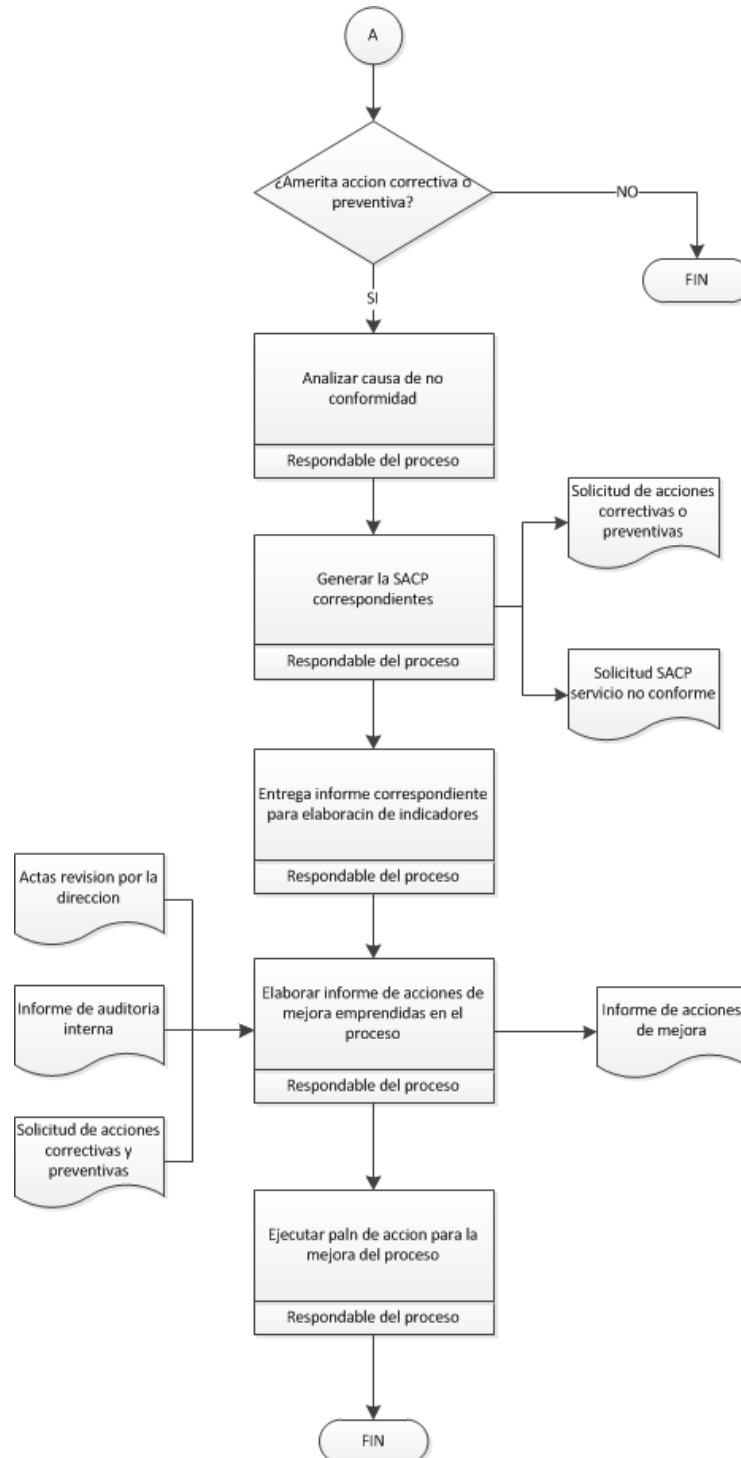 A
¿Amerita accion correctiva o
preventiva?
NO
FIN
SI
Analizar causa de no
conformidad
Respondable del proceso
Solicitud de acciones
correctivas o
preventivas
Generar la SACP
correspondientes
Respondable del proceso
Solicitud SACP
servicio no conforme
Entrega informe correspondiente
para elaboracin de indicadores
Respondable del proceso
Actas revision por la
direccion
Informe de auditoria
interna
Solicitud de acciones
correctivas y
preventivas
Elaborar informe de acciones de
mejora emprendidas en el
proceso
Respondable del proceso
Informe de acciones
de mejora
Ejecutar paln de accion para la
mejora del proceso
Respondable del proceso
FIN